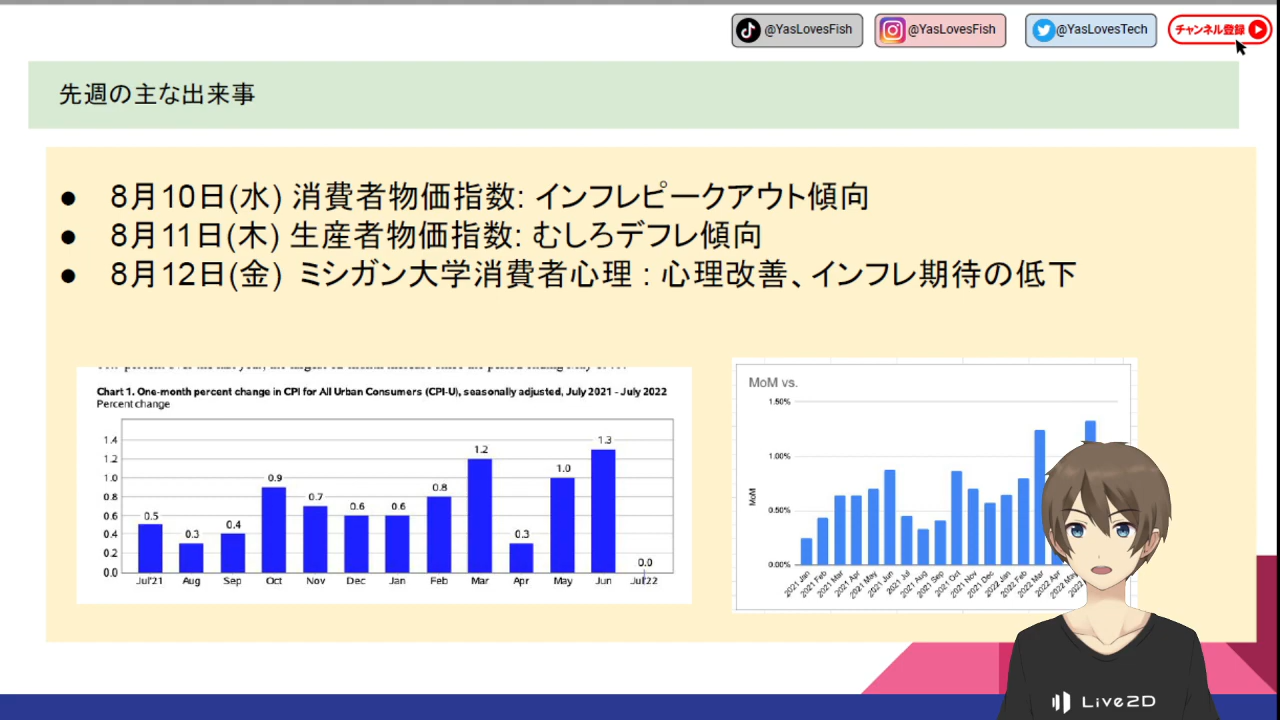 @YasLovesFish
@YasLovesFish
@YasLovesTech
チャンネル登録
先週の主な出来事
● 8月10日(水) 消費者物価指数: インフレピークアウト傾向
● 8月11日(木) 生産者物価指数: むしろデフレ傾向
● 8月12日(金) ミシガン大学消費者心理 : 心理改善、インフレ期待の低下
Chart 1. One-month percent change in CPI for All Urban Consumers (CPI-U), seasonally adjusted, July 2021 - July 2022
Percent change
1.4
1.2
1.0
0.8
0.6
0.4
0.2
0.0
0.5
0.3
0.4
0.9
0.7
0.6
0.6
0.8
1.2
0.3
1.0
1.3
0.0
Jul'21 Aug Sep Oct Nov Dec Jan Feb Mar Apr May Jun Jul'22
MoM vs.
1.50%
1.00%
0.50%
0.00%
MoM
2021 Jan
2021 Feb
2021 Mar
2021 Apr
2021 May
2021 Jun
2021 Jul
2021 Aug
2021 Sep
2021 Oct
2021 Nov
2021 Dec
2022 Jan
2022 Feb
2022 Mar
2022 Apr
2022 May
Live2D